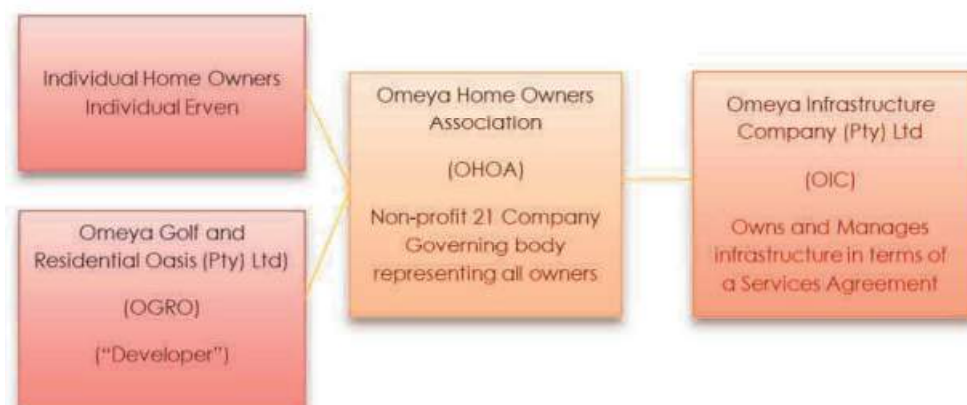 Individual Home Owners
Individual Erven
Omeya Golf and
Residential Oasis (Pty) Ltd)
(OGRO)
("Developer")
Omeya Home Owners
Association
(OHOA)
Non-profit 21 Company
Governing body
representing all owners
Omeya Infrastructure
Company (Pty) Ltd
(OIC)
Owns and Manages
infrastructure in terms of
a Services Agreement